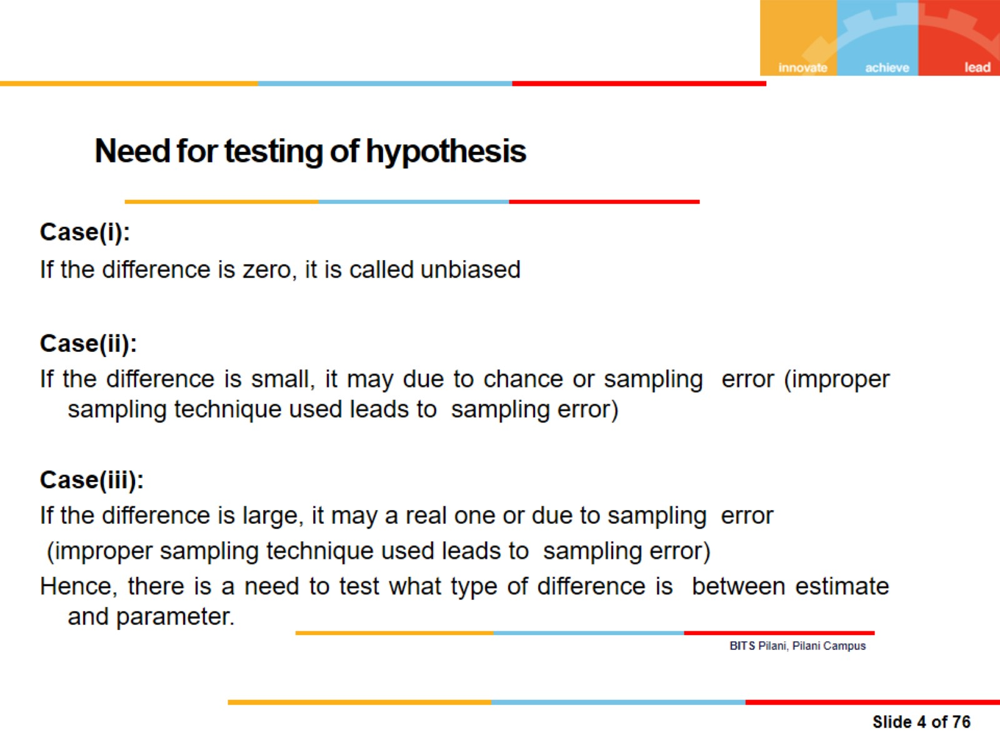 innovate achieve lead
Need for testing of hypothesis
Case(i):
If the difference is zero, it is called unbiased
Case(ii):
If the difference is small, it may due to chance or sampling error (improper
sampling technique used leads to sampling error)
Case(iii):
If the difference is large, it may a real one or due to sampling error
(improper sampling technique used leads to sampling error)
Hence, there is a need to test what type of difference is between estimate
and parameter.
BITS Pilani, Pilani Campus
Slide 4 of 76